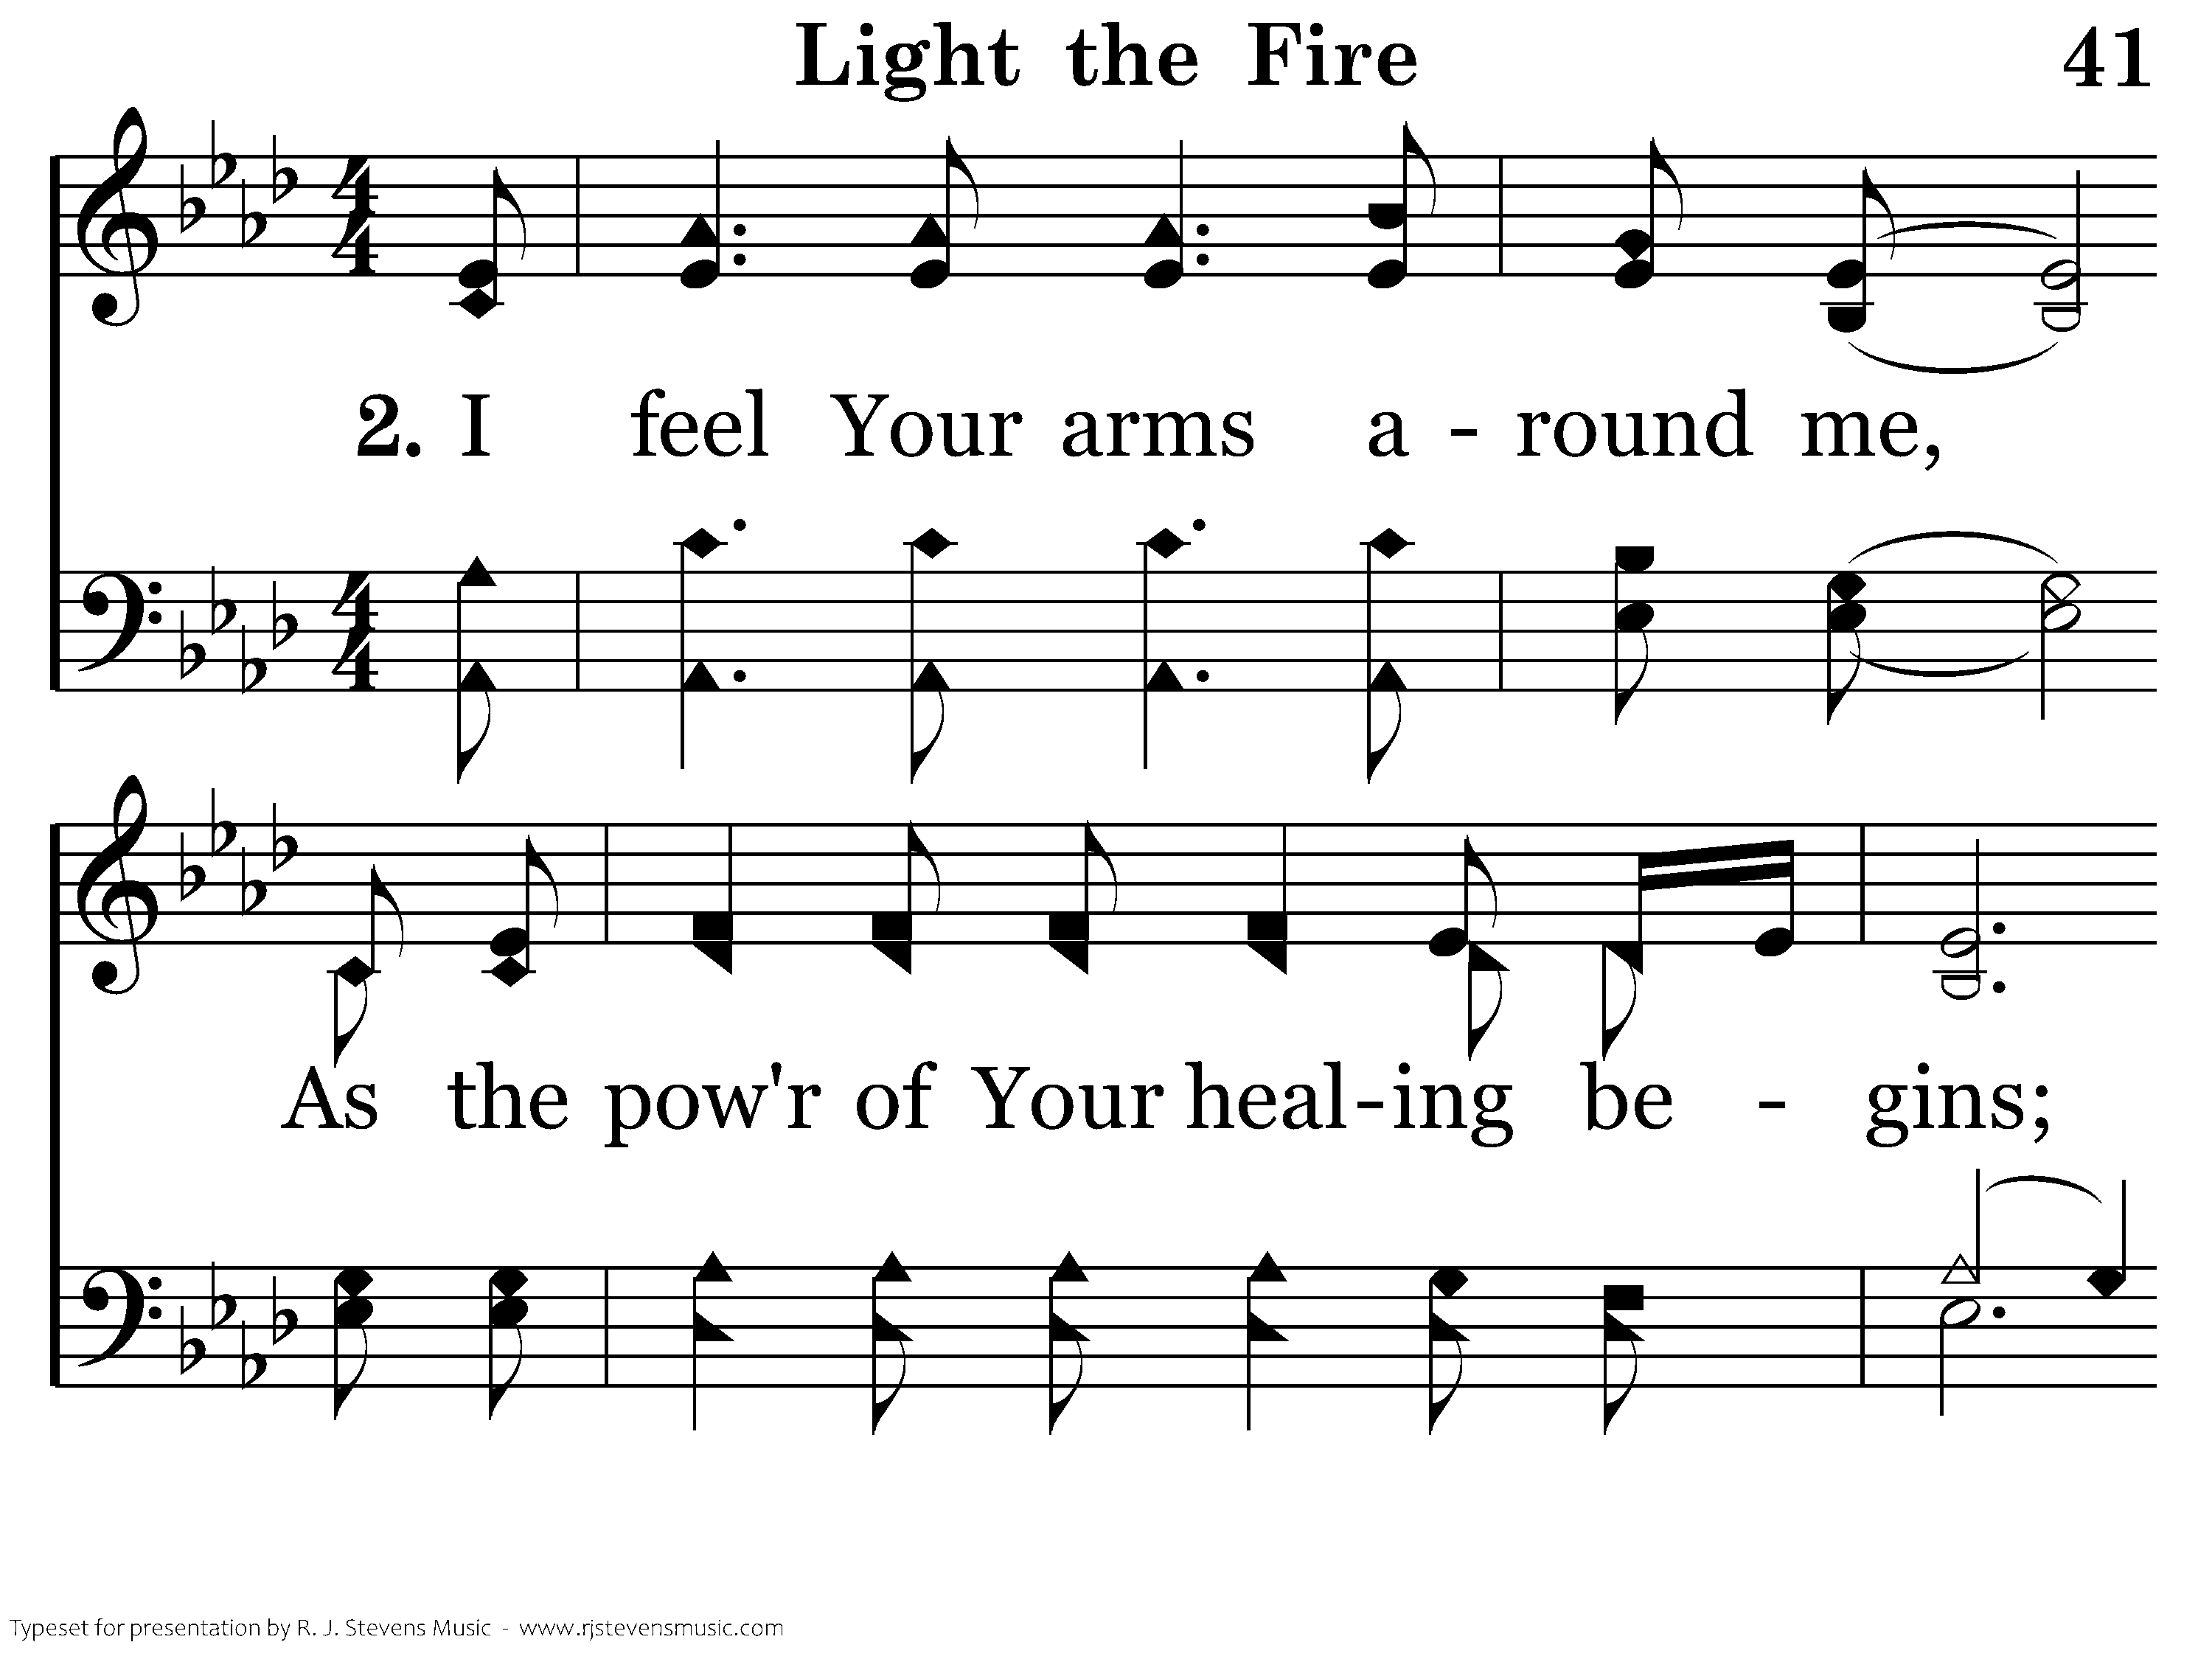 Light the Fire 41
2. I feel Your arms a - round me,
As the pow'r of Your heal-ing be - gins;
Typeset for presentation by R. J. Stevens Music - www.rjstevensmusic.com